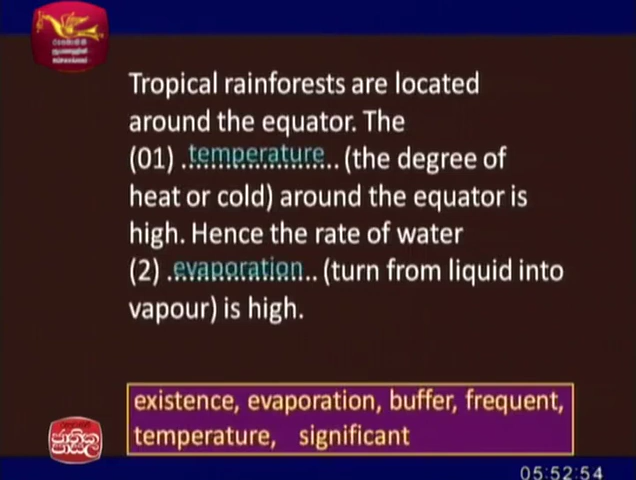 Tropical rainforests are located
around the equator. The
(01) .temperature.. (the degree of
heat or cold) around the equator is
high. Hence the rate of water
(2) .evaporation.. (turn from liquid into
vapour) is high.
existence, evaporation, buffer, frequent,
temperature, significant
ජාතික
පාසල
05:52:54